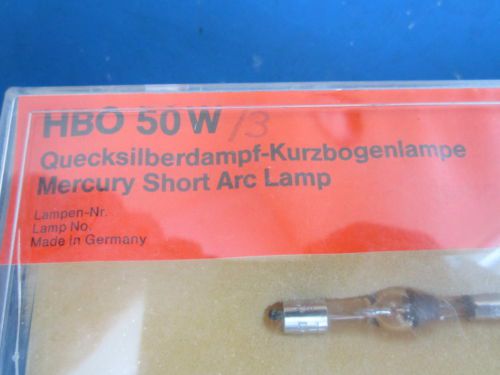 HBO 50 W/3
Quecksilberdampf-Kurzbogenlampe
Mercury Short Arc Lamp
Lampen-Nr.
Lamp No.
Made in Germany